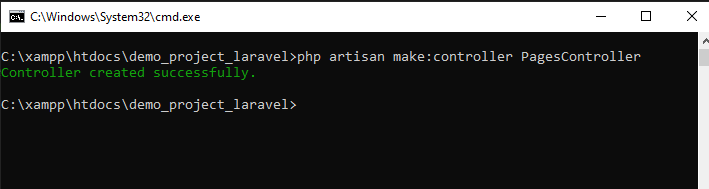 C:\Windows\System32\cmd.exe
C:\xampp\htdocs\demo_project_laravel>php artisan make:controller PagesController
Controller created successfully.
C:\xampp\htdocs\demo_project_laravel>